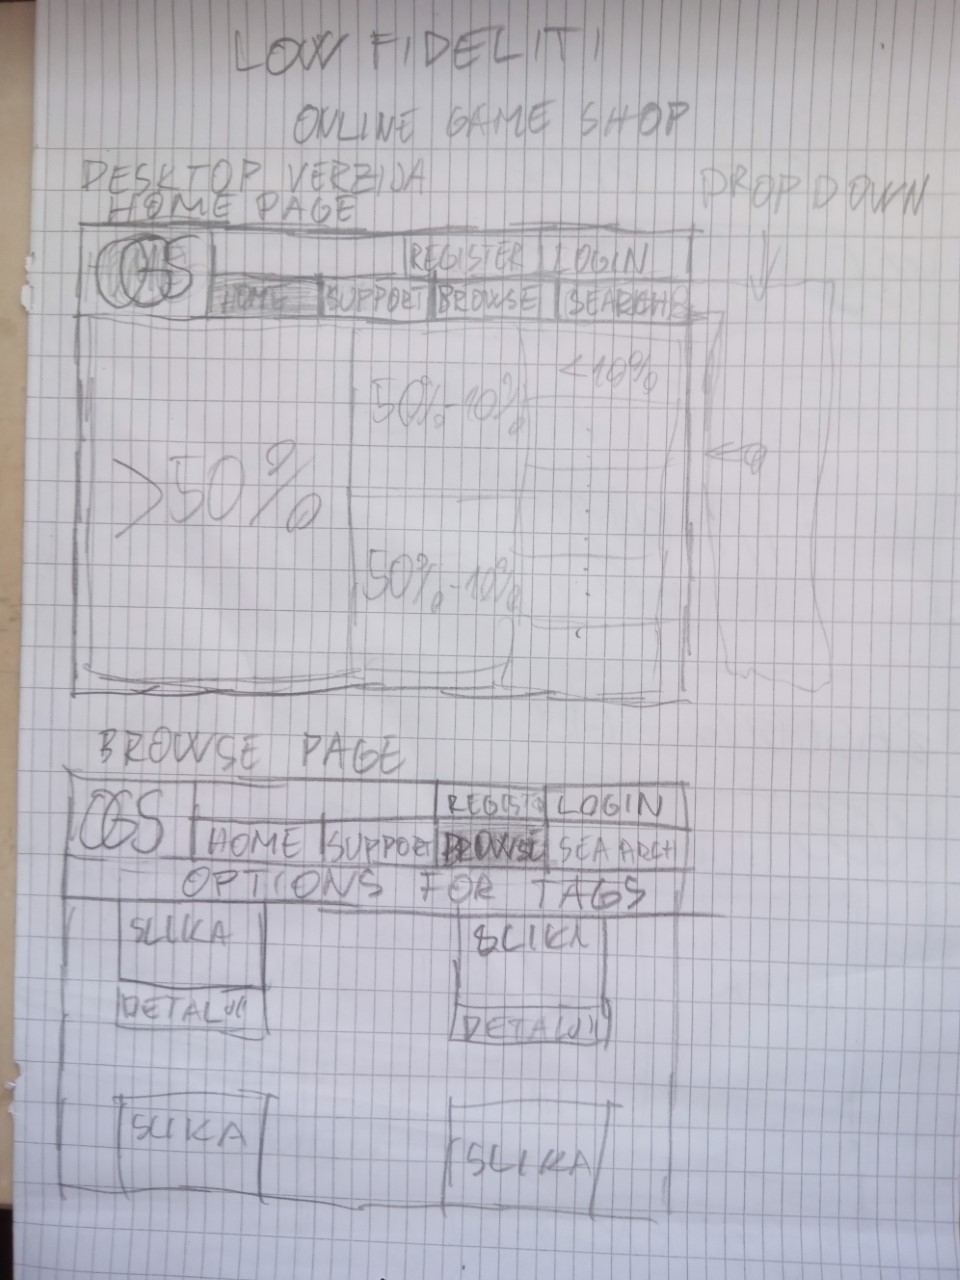 LOW FIDELITI
ONLINE GAME SHOP
DESKTOP VERZIJA
HOME PAGE
DROP DOWN
OGS
REGISTER LOGIN
HOME SUPPORT BROWSE SEARCH
>50%
50%-10%
<10%
50%-10%
BROWSE PAGE
OGS
REGIST LOGIN
HOME SUPPORT BROWSE SEARCH
OPTIONS FOR TAGS
SLIKA SLIKA
DETALJI DETALJI
SLIKA SLIKA